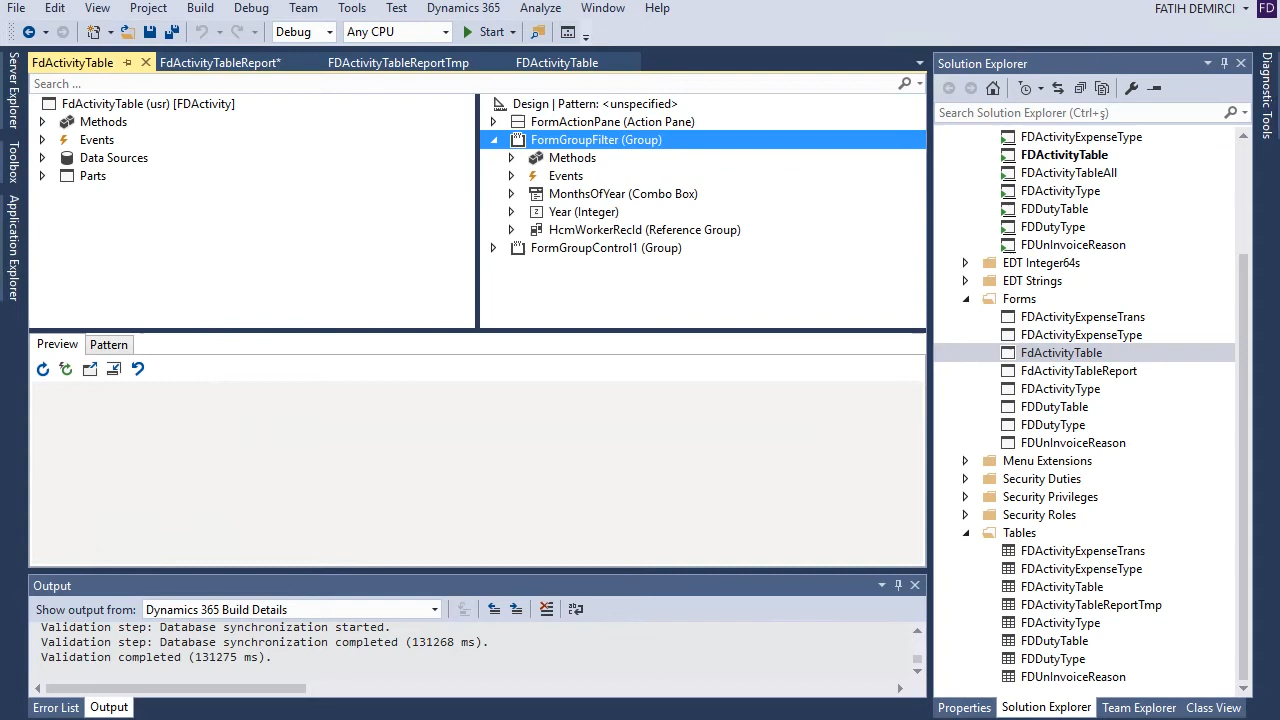 File Edit View Project Build Debug Team Tools Test Dynamics 365 Analyze Window Help FATIH DEMIRCI FD
Debug Any CPU Start
FdActivityTable FdActivityTableReport* FDActivityTableReportTmp FDActivityTable
Search ...
FdActivityTable (usr) [FDActivity]
Methods
Events
Data Sources
Parts
Design | Pattern: <unspecified>
FormActionPane (Action Pane)
FormGroupFilter (Group)
Methods
Events
MonthsOfYear (Combo Box)
Year (Integer)
HcmWorkerRecId (Reference Group)
FormGroupControl1 (Group)
Preview Pattern
Output
Show output from: Dynamics 365 Build Details
Validation step: Database synchronization started.
Validation step: Database synchronization completed (131268 ms).
Validation completed (131275 ms).
Error List Output
Server Explorer
Toolbox
Application Explorer
Solution Explorer
Search Solution Explorer (Ctrl+ş)
FDActivityExpenseType
FDActivityTable
FDActivityTableAll
FDActivityType
FDDutyTable
FDDutyType
FDUnInvoiceReason
EDT Integer64s
EDT Strings
Forms
FDActivityExpenseTrans
FDActivityExpenseType
FdActivityTable
FdActivityTableReport
FDActivityType
FDDutyTable
FDDutyType
FDUnInvoiceReason
Menu Extensions
Security Duties
Security Privileges
Security Roles
Tables
FDActivityExpenseTrans
FDActivityExpenseType
FDActivityTable
FDActivityTableReportTmp
FDActivityType
FDDutyTable
FDDutyType
FDUnInvoiceReason
Properties Solution Explorer Team Explorer Class View
Diagnostic Tools